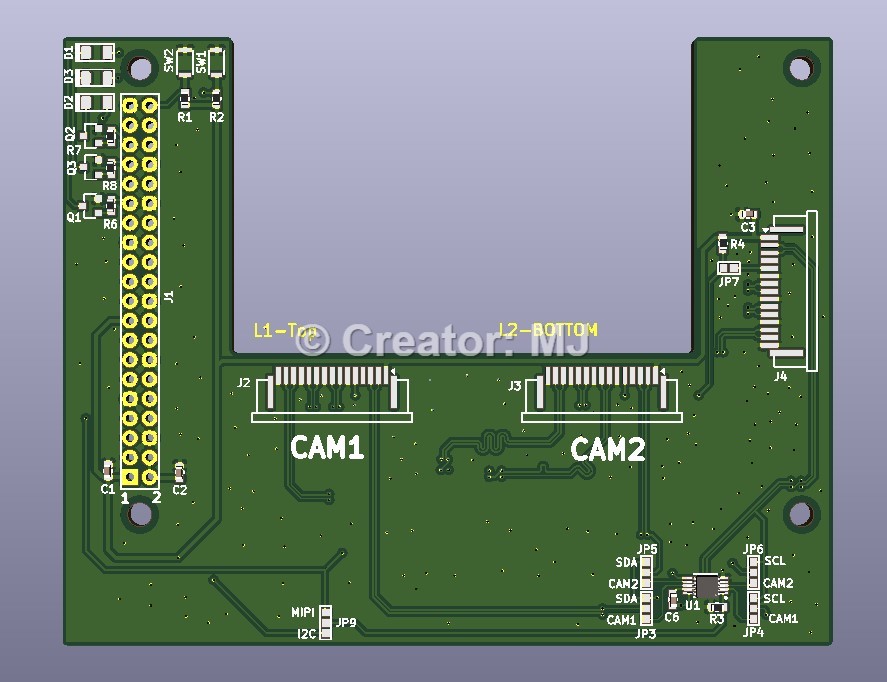 D1
D3
D2
SW2
SW1
R1
R2
Q2
R7
Q3
R8
Q1
R6
J1
C3
R4
JP7
J4
L1-Top
L2-BOTTOM
© Creator: MJ
J2
J3
CAM1
CAM2
C1
C2
1 2
JP5
JP6
SDA
SCL
CAM2
CAM2
SDA
U1
SCL
CAM1
C6
R3
CAM1
JP3
JP4
MIPI
JP9
I2C